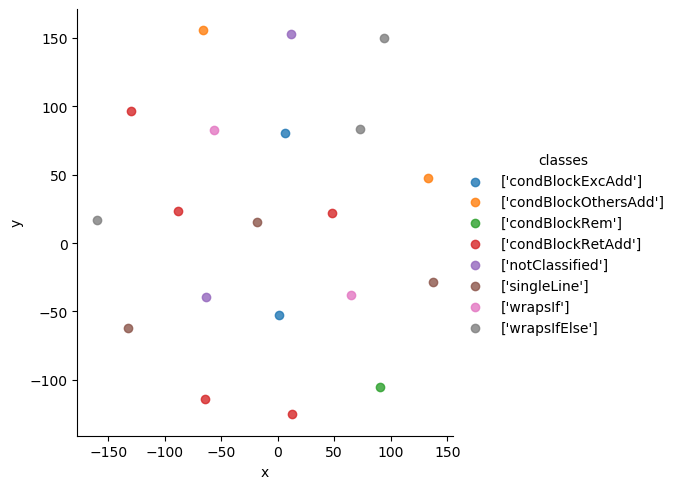 150
100
50
0
−50
−100
y
−150
−100
−50
0
50
100
150
x
classes
['condBlockExcAdd']
['condBlockOthersAdd']
['condBlockRem']
['condBlockRetAdd']
['notClassified']
['singleLine']
['wrapsIf']
['wrapsIfElse']